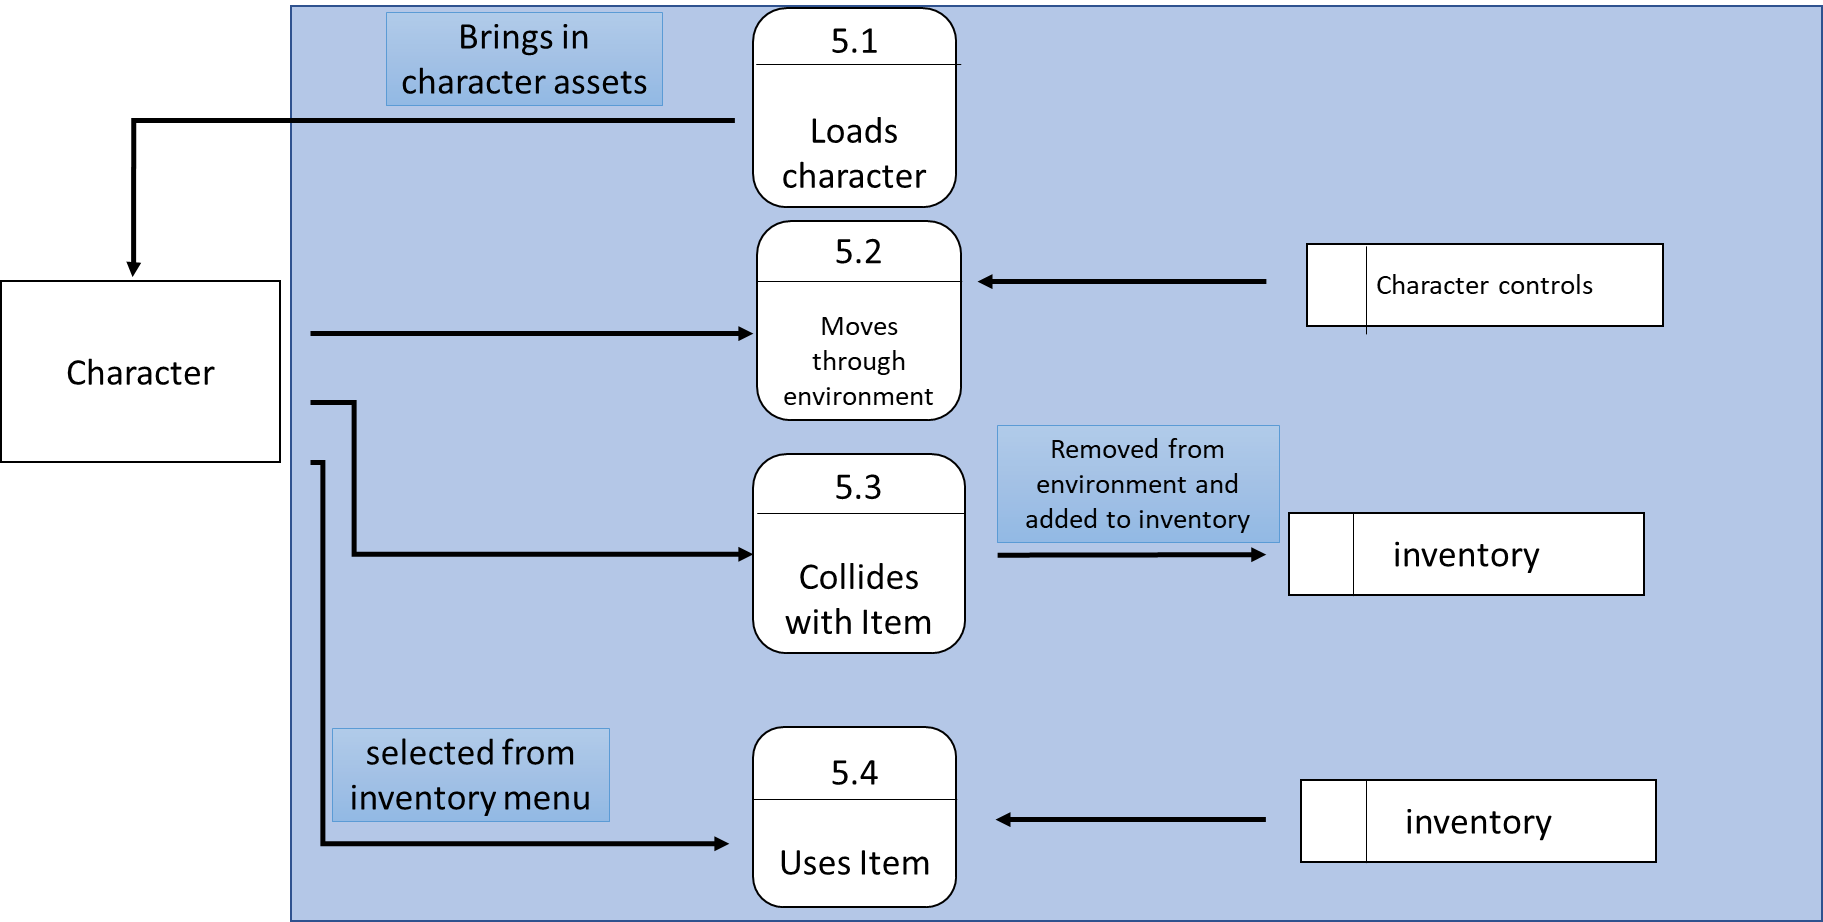 Brings in
character assets
5.1
Loads
character
5.2
Moves
through
environment
Character controls
Character
5.3
Collides
with Item
Removed from
environment and
added to inventory
inventory
selected from
inventory menu
5.4
Uses Item
inventory